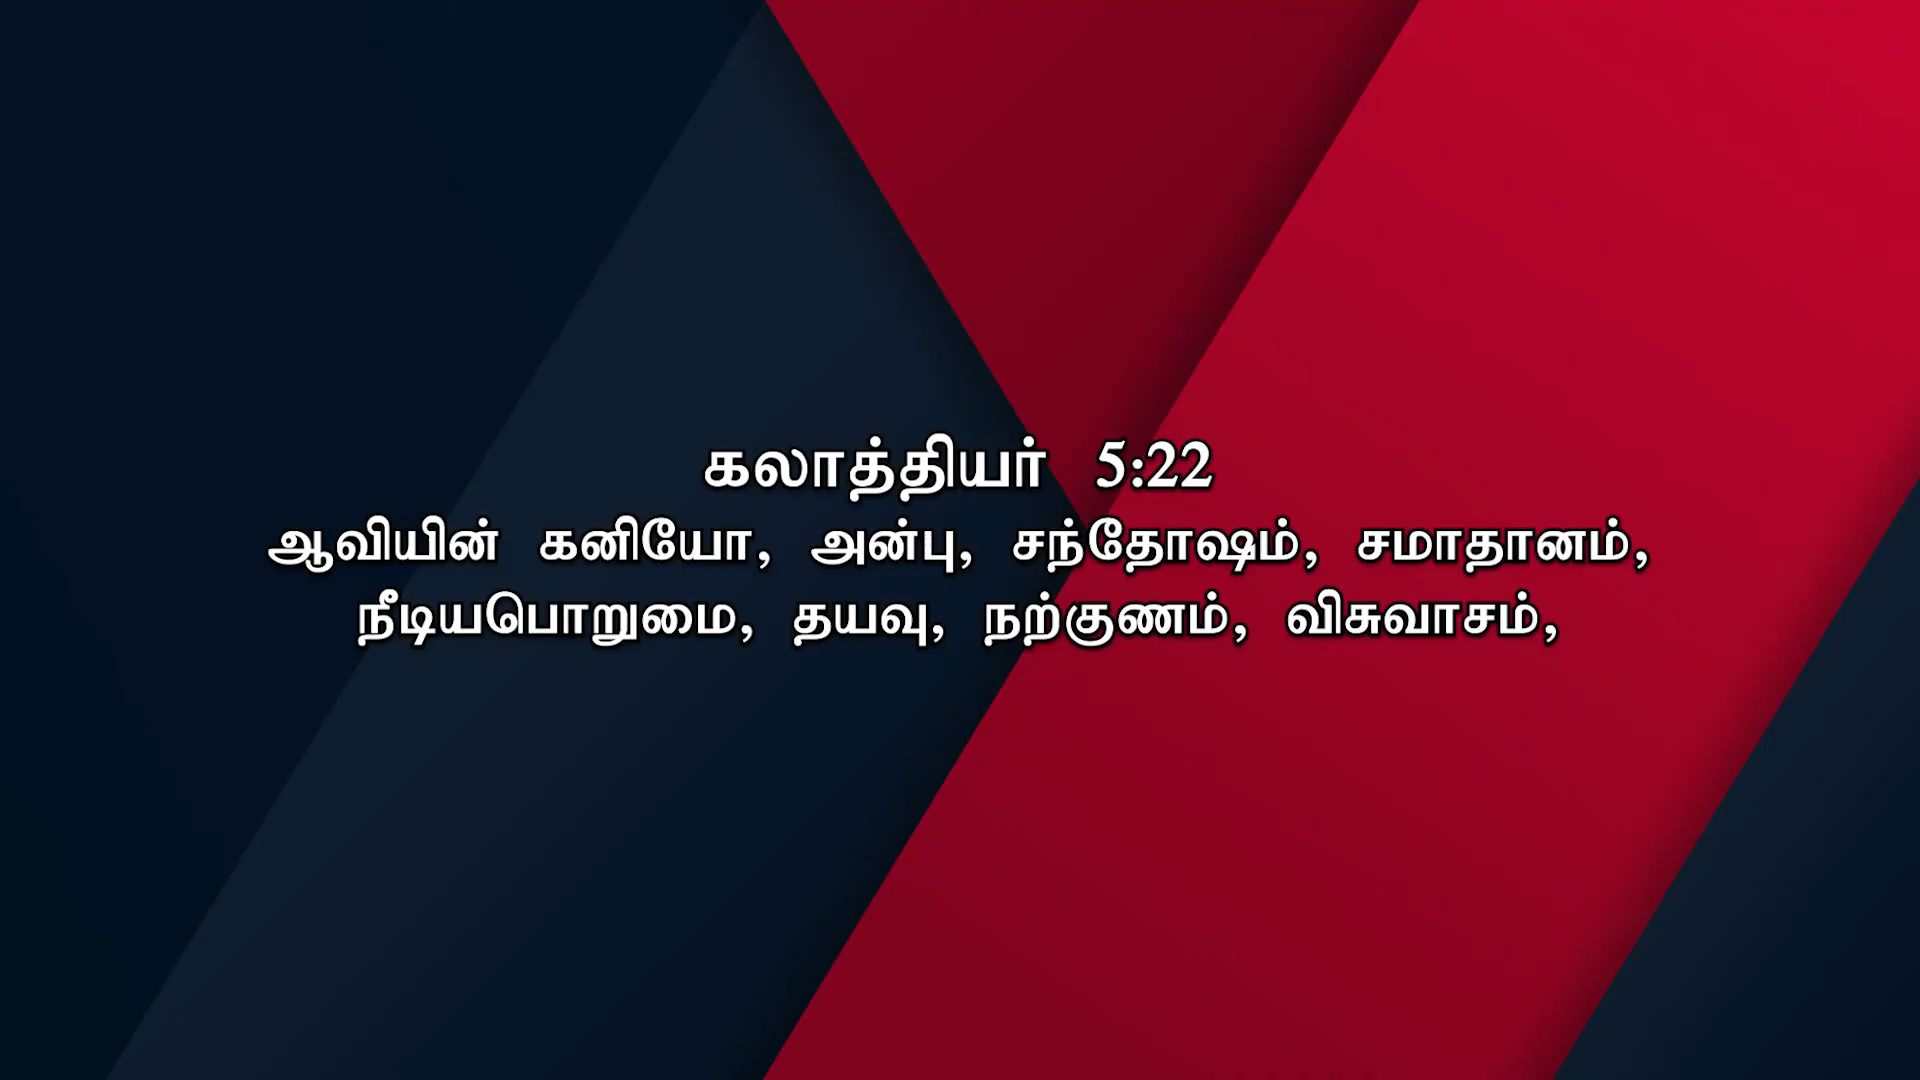 கலாத்தியர் 5:22
ஆவியின் கனியோ, அன்பு, சந்தோஷம், சமாதானம்,
நீடியபொறுமை, தயவு, நற்குணம், விசுவாசம்,